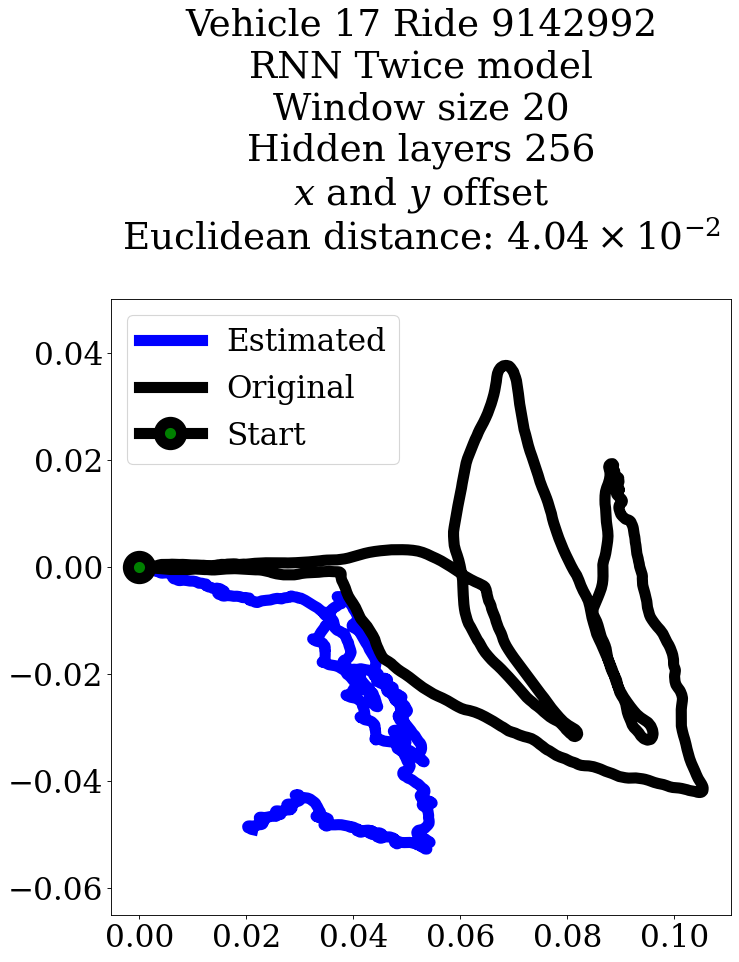 Vehicle 17 Ride 9142992
RNN Twice model
Window size 20
Hidden layers 256
x and y offset
Euclidean distance: 4.04 × 10⁻²
Estimated
Original
Start
0.04
0.02
0.00
−0.02
−0.04
−0.06
0.00 0.02 0.04 0.06 0.08 0.10